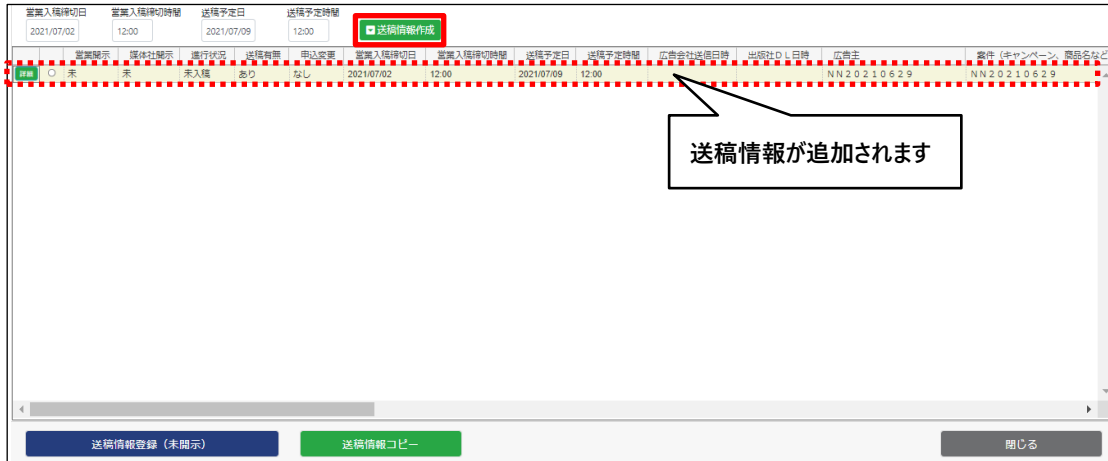 営業入稿締切日 営業入稿締切時間 送稿予定日 送稿予定時間
2021/07/02 12:00 2021/07/09 12:00 送稿情報作成
営業開示 媒体社開示 進行状況 送稿有無 申込変更 営業入稿締切日 営業入稿締切時間 送稿予定日 送稿予定時間 広告会社送信日時 出版社DL日時 広告主 案件（キャンペーン、商品名など
詳細 未 未 未入稿 あり なし 2021/07/02 12:00 2021/07/09 12:00 NN20210629 NN20210629
送稿情報が追加されます
送稿情報登録（未開示） 送稿情報コピー 閉じる